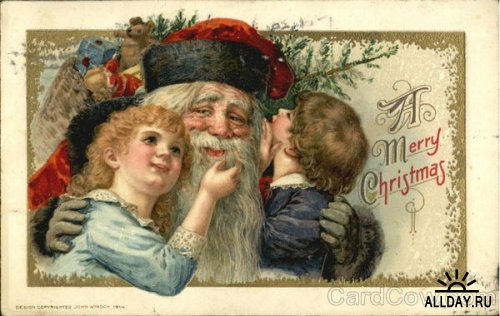 A
Merry
Christmas
DESIGN COPYRIGHTED JOHN WINSCH, 1914
CardCow
ALLDAY.RU